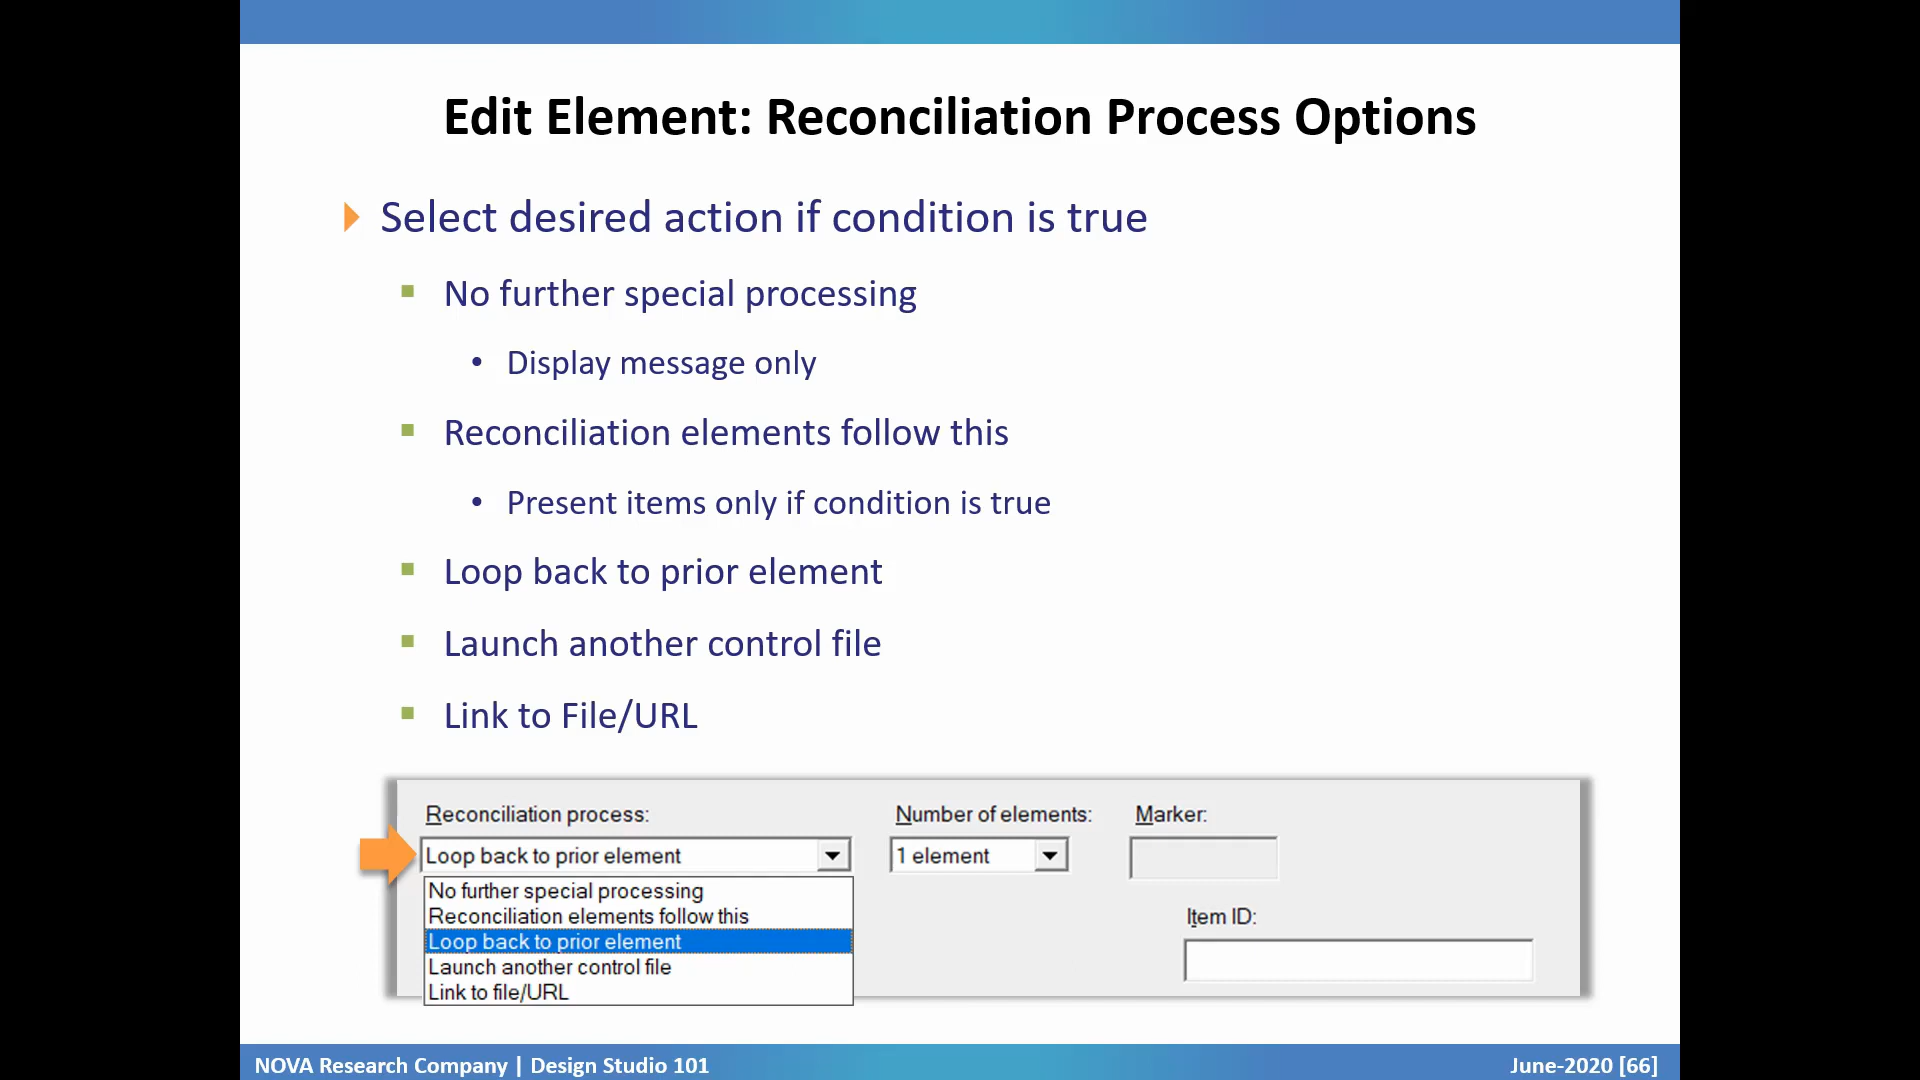 Edit Element: Reconciliation Process Options
Select desired action if condition is true
No further special processing
• Display message only
Reconciliation elements follow this
• Present items only if condition is true
Loop back to prior element
Launch another control file
Link to File/URL
Reconciliation process: Number of elements: Marker:
Loop back to prior element 1 element
No further special processing
Reconciliation elements follow this
Item ID:
Loop back to prior element
Launch another control file
Link to file/URL
NOVA Research Company | Design Studio 101 June-2020 [66]